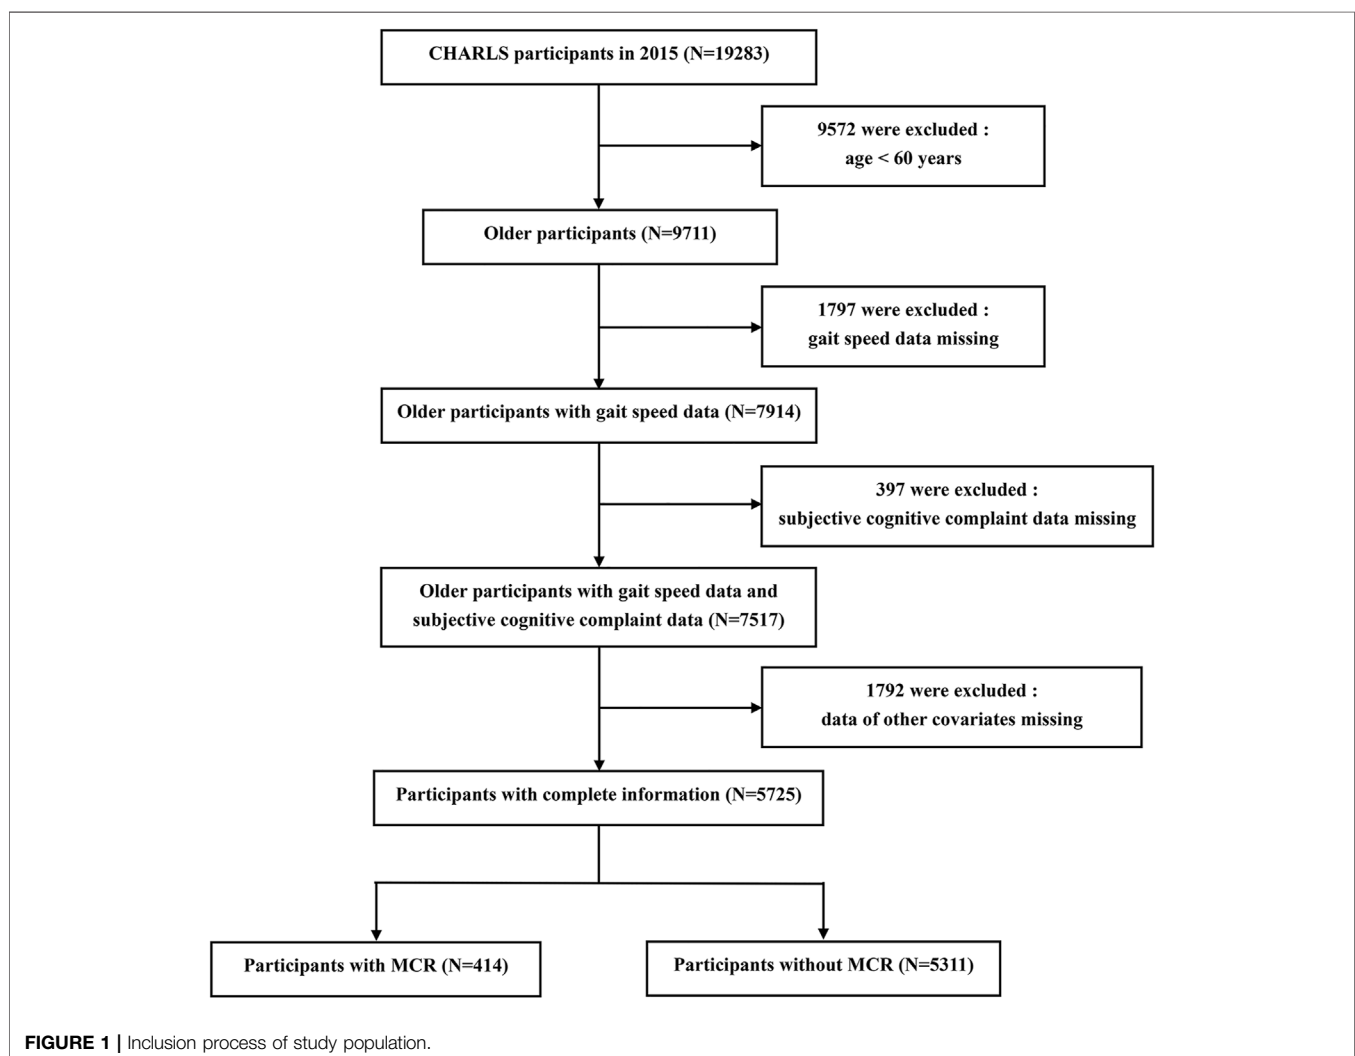 CHARLS participants in 2015 (N=19283)
9572 were excluded :
age < 60 years
Older participants (N=9711)
1797 were excluded :
gait speed data missing
Older participants with gait speed data (N=7914)
397 were excluded :
subjective cognitive complaint data missing
Older participants with gait speed data and
subjective cognitive complaint data (N=7517)
1792 were excluded :
data of other covariates missing
Participants with complete information (N=5725)
Participants with MCR (N=414)
Participants without MCR (N=5311)
FIGURE 1 | Inclusion process of study population.